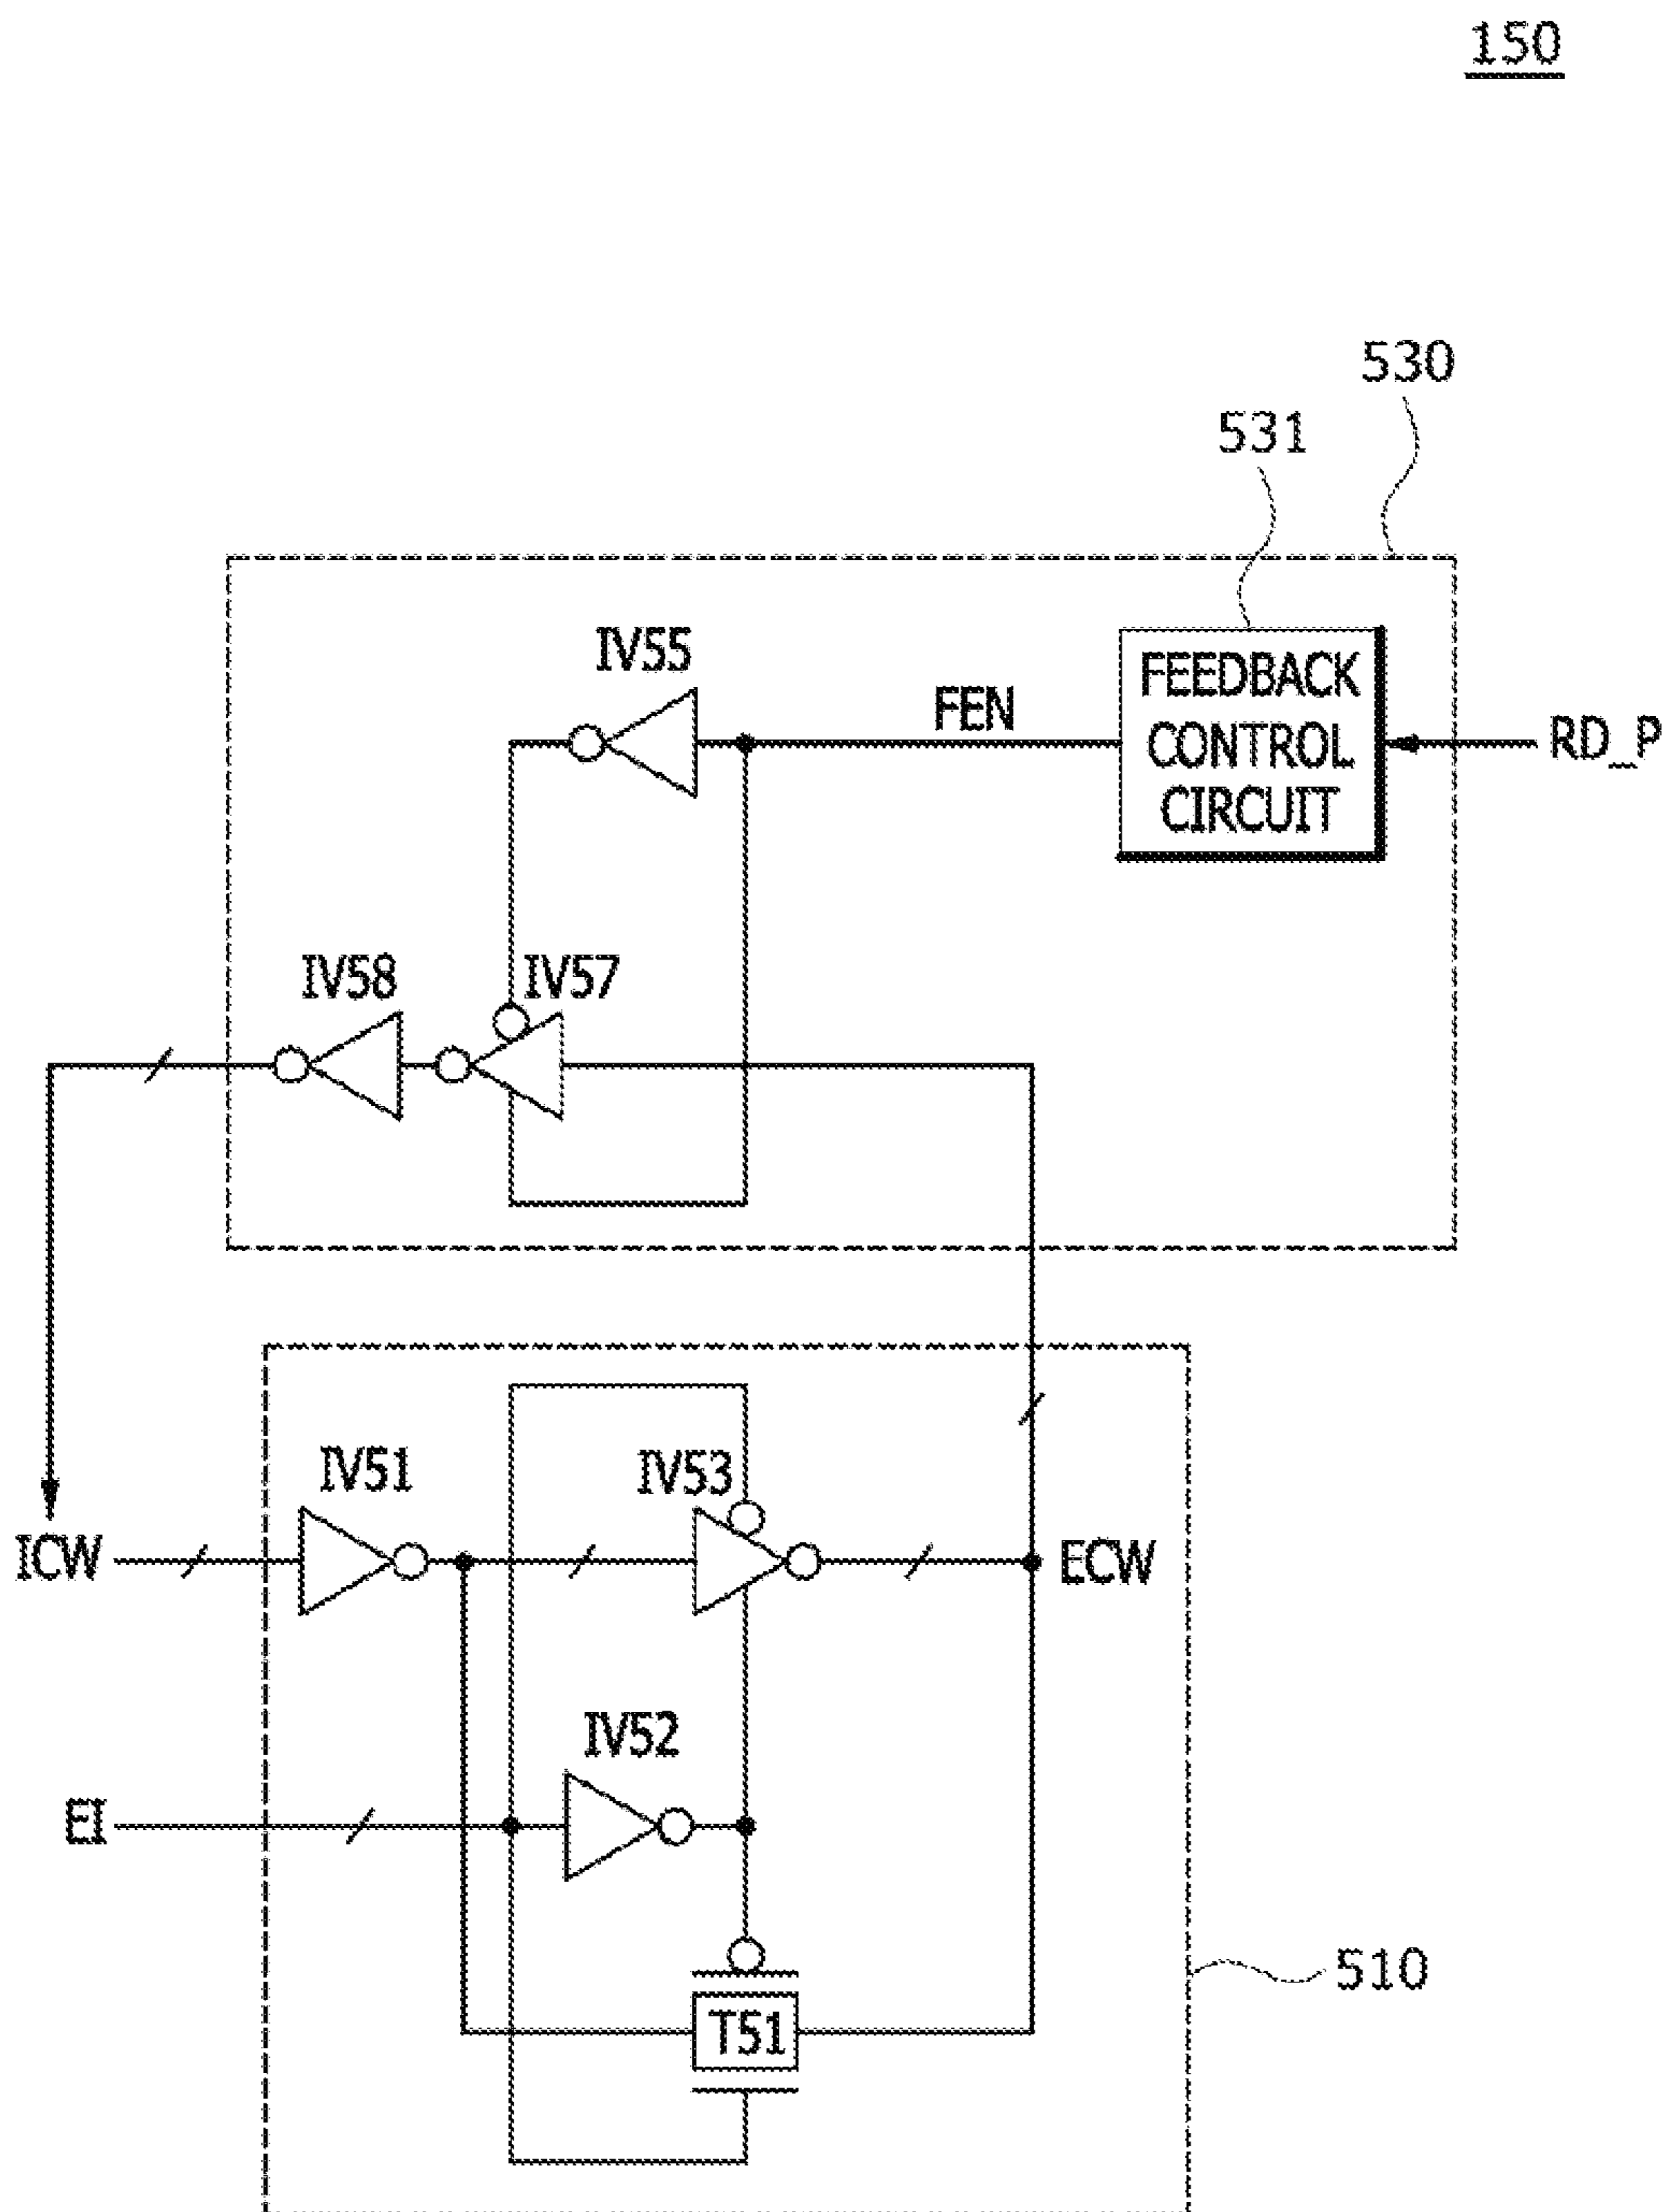 150
530
531
IV55
FEN
FEEDBACK
CONTROL
CIRCUIT
RD_P
IV58
IV57
IV51
IV53
ICW
ECW
IV52
EI
510
T51